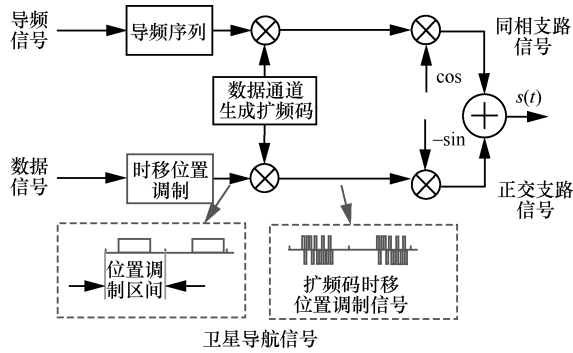 导频
信号
导频序列
同相支路
信号
cos
数据通道
生成扩频码
s(t)
–sin
数据
信号
时移位置
调制
正交支路
信号
位置调
制区间
扩频码时移
位置调制信号
卫星导航信号